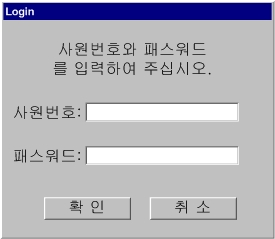 Login
사원번호와 패스워드
를 입력하여 주십시오.
사원번호:
패스워드:
확 인 취 소